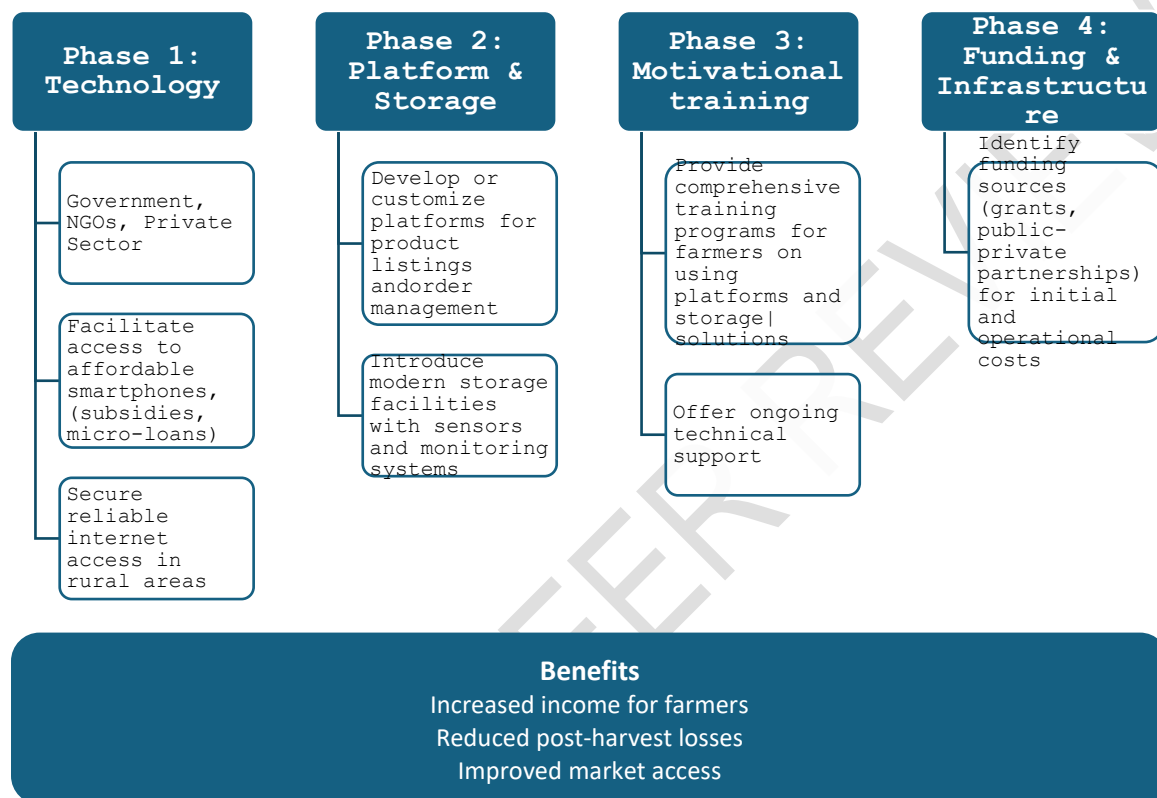 Phase 1:
Technology
Government,
NGOs, Private
Sector
Facilitate
access to
affordable
smartphones,
(subsidies,
micro-loans)
Secure
reliable
internet
access in
rural areas
Phase 2:
Platform &
Storage
Develop or
customize
platforms for
product
listings
andorder
management
Introduce
modern storage
facilities
with sensors
and monitoring
systems
Phase 3:
Motivational
training
Provide
comprehensive
training
programs for
farmers on
using
platforms and
storage|
solutions
Offer ongoing
technical
support
Phase 4:
Funding &
Infrastructu
re
Identify
funding
sources
(grants,
public-
private
partnerships)
for initial
and
operational
costs
Benefits
Increased income for farmers
Reduced post-harvest losses
Improved market access